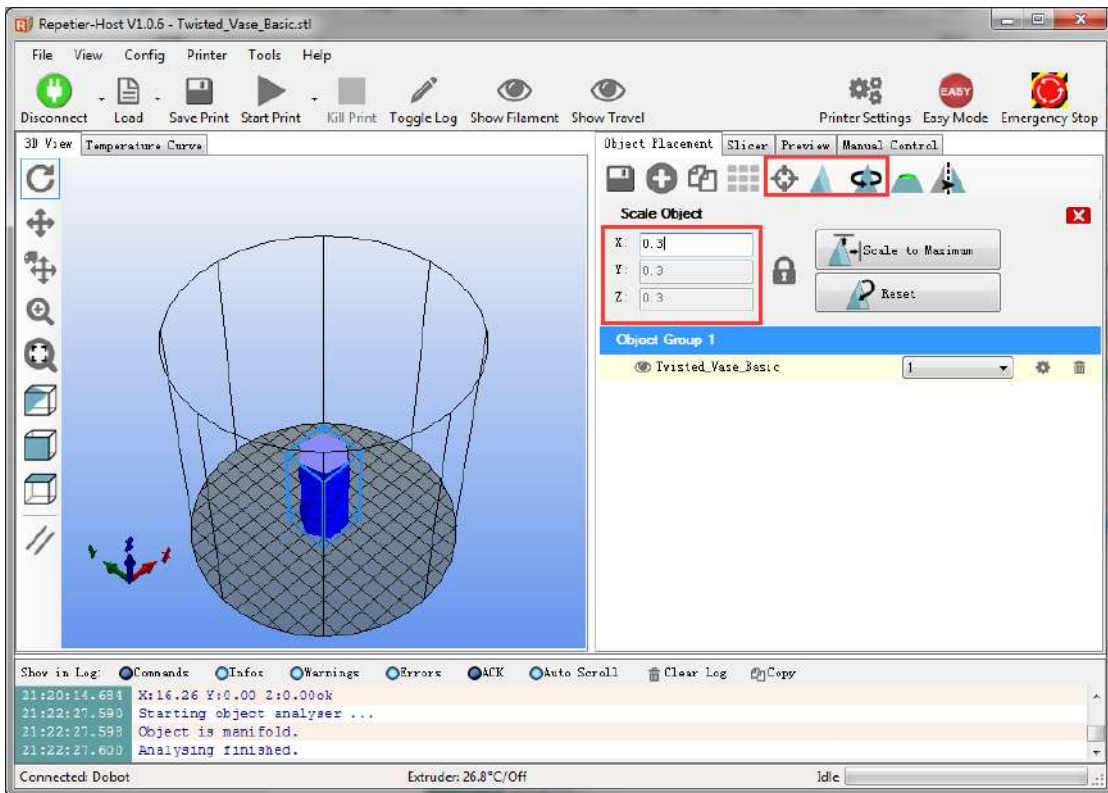 Repetier-Host V1.0.6 - Twisted_Vase_Basic.stl
File View Config Printer Tools Help
Disconnect Load Save Print Start Print Kill Print Toggle Log Show Filament Show Travel Printer Settings Easy Mode Emergency Stop
EASY
3D View Temperature Curve
Object Placement Slicer Preview Manual Control
Scale Object
X: 0.3
Y: 0.3
Z: 0.3
Scale to Maximum
Reset
Object Group 1
Twisted_Vase_Basic 1
Show in Log: Commands Infos Warnings Errors ACK Auto Scroll Clear Log Copy
21:20:14.684 X:16.26 Y:0.00 Z:0.00ok
21:22:27.590 Starting object analyser ...
21:22:27.598 Object is manifold.
21:22:27.600 Analysing finished.
Connected: Dobot Extruder: 26.8°C/Off Idle